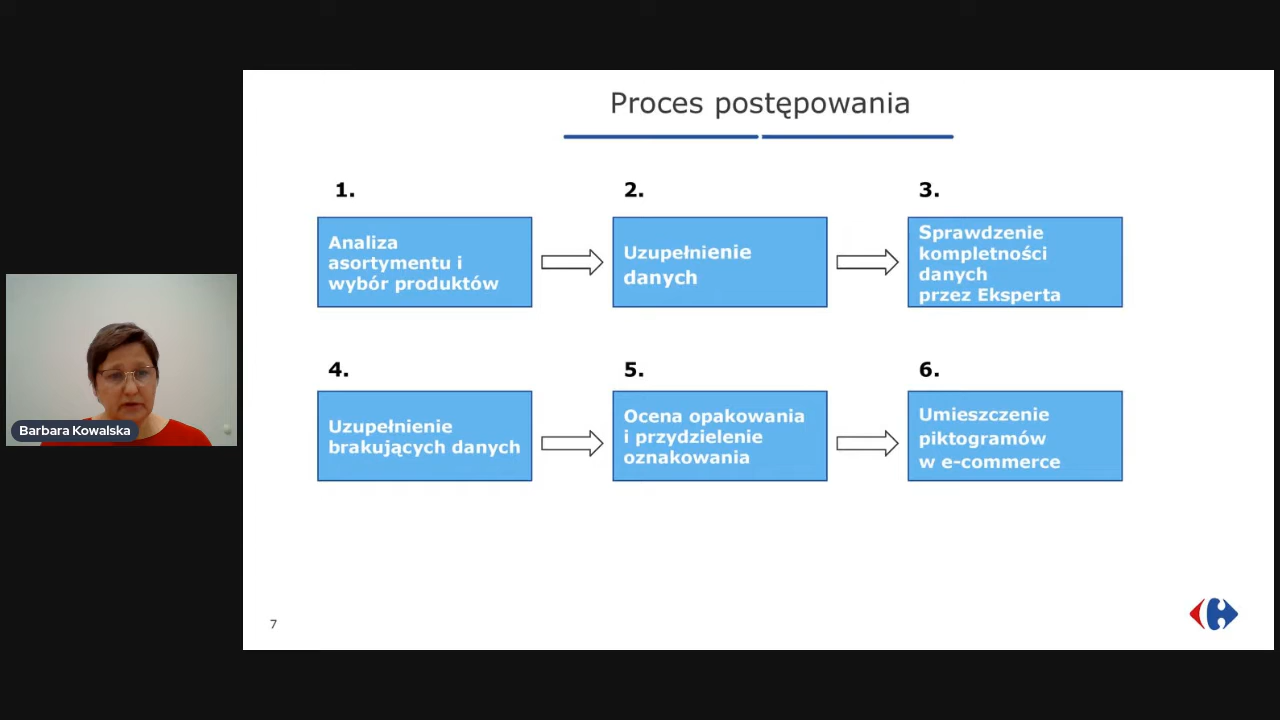 Proces postępowania
1.
2.
3.
Analiza
asortymentu i
wybór produktów
Uzupełnienie
danych
Sprawdzenie
kompletności
danych
przez Eksperta
4.
5.
6.
Uzupełnienie
brakujących danych
Ocena opakowania
i przydzielenie
oznakowania
Umieszczenie
piktogramów
w e-commerce
Barbara Kowalska
7